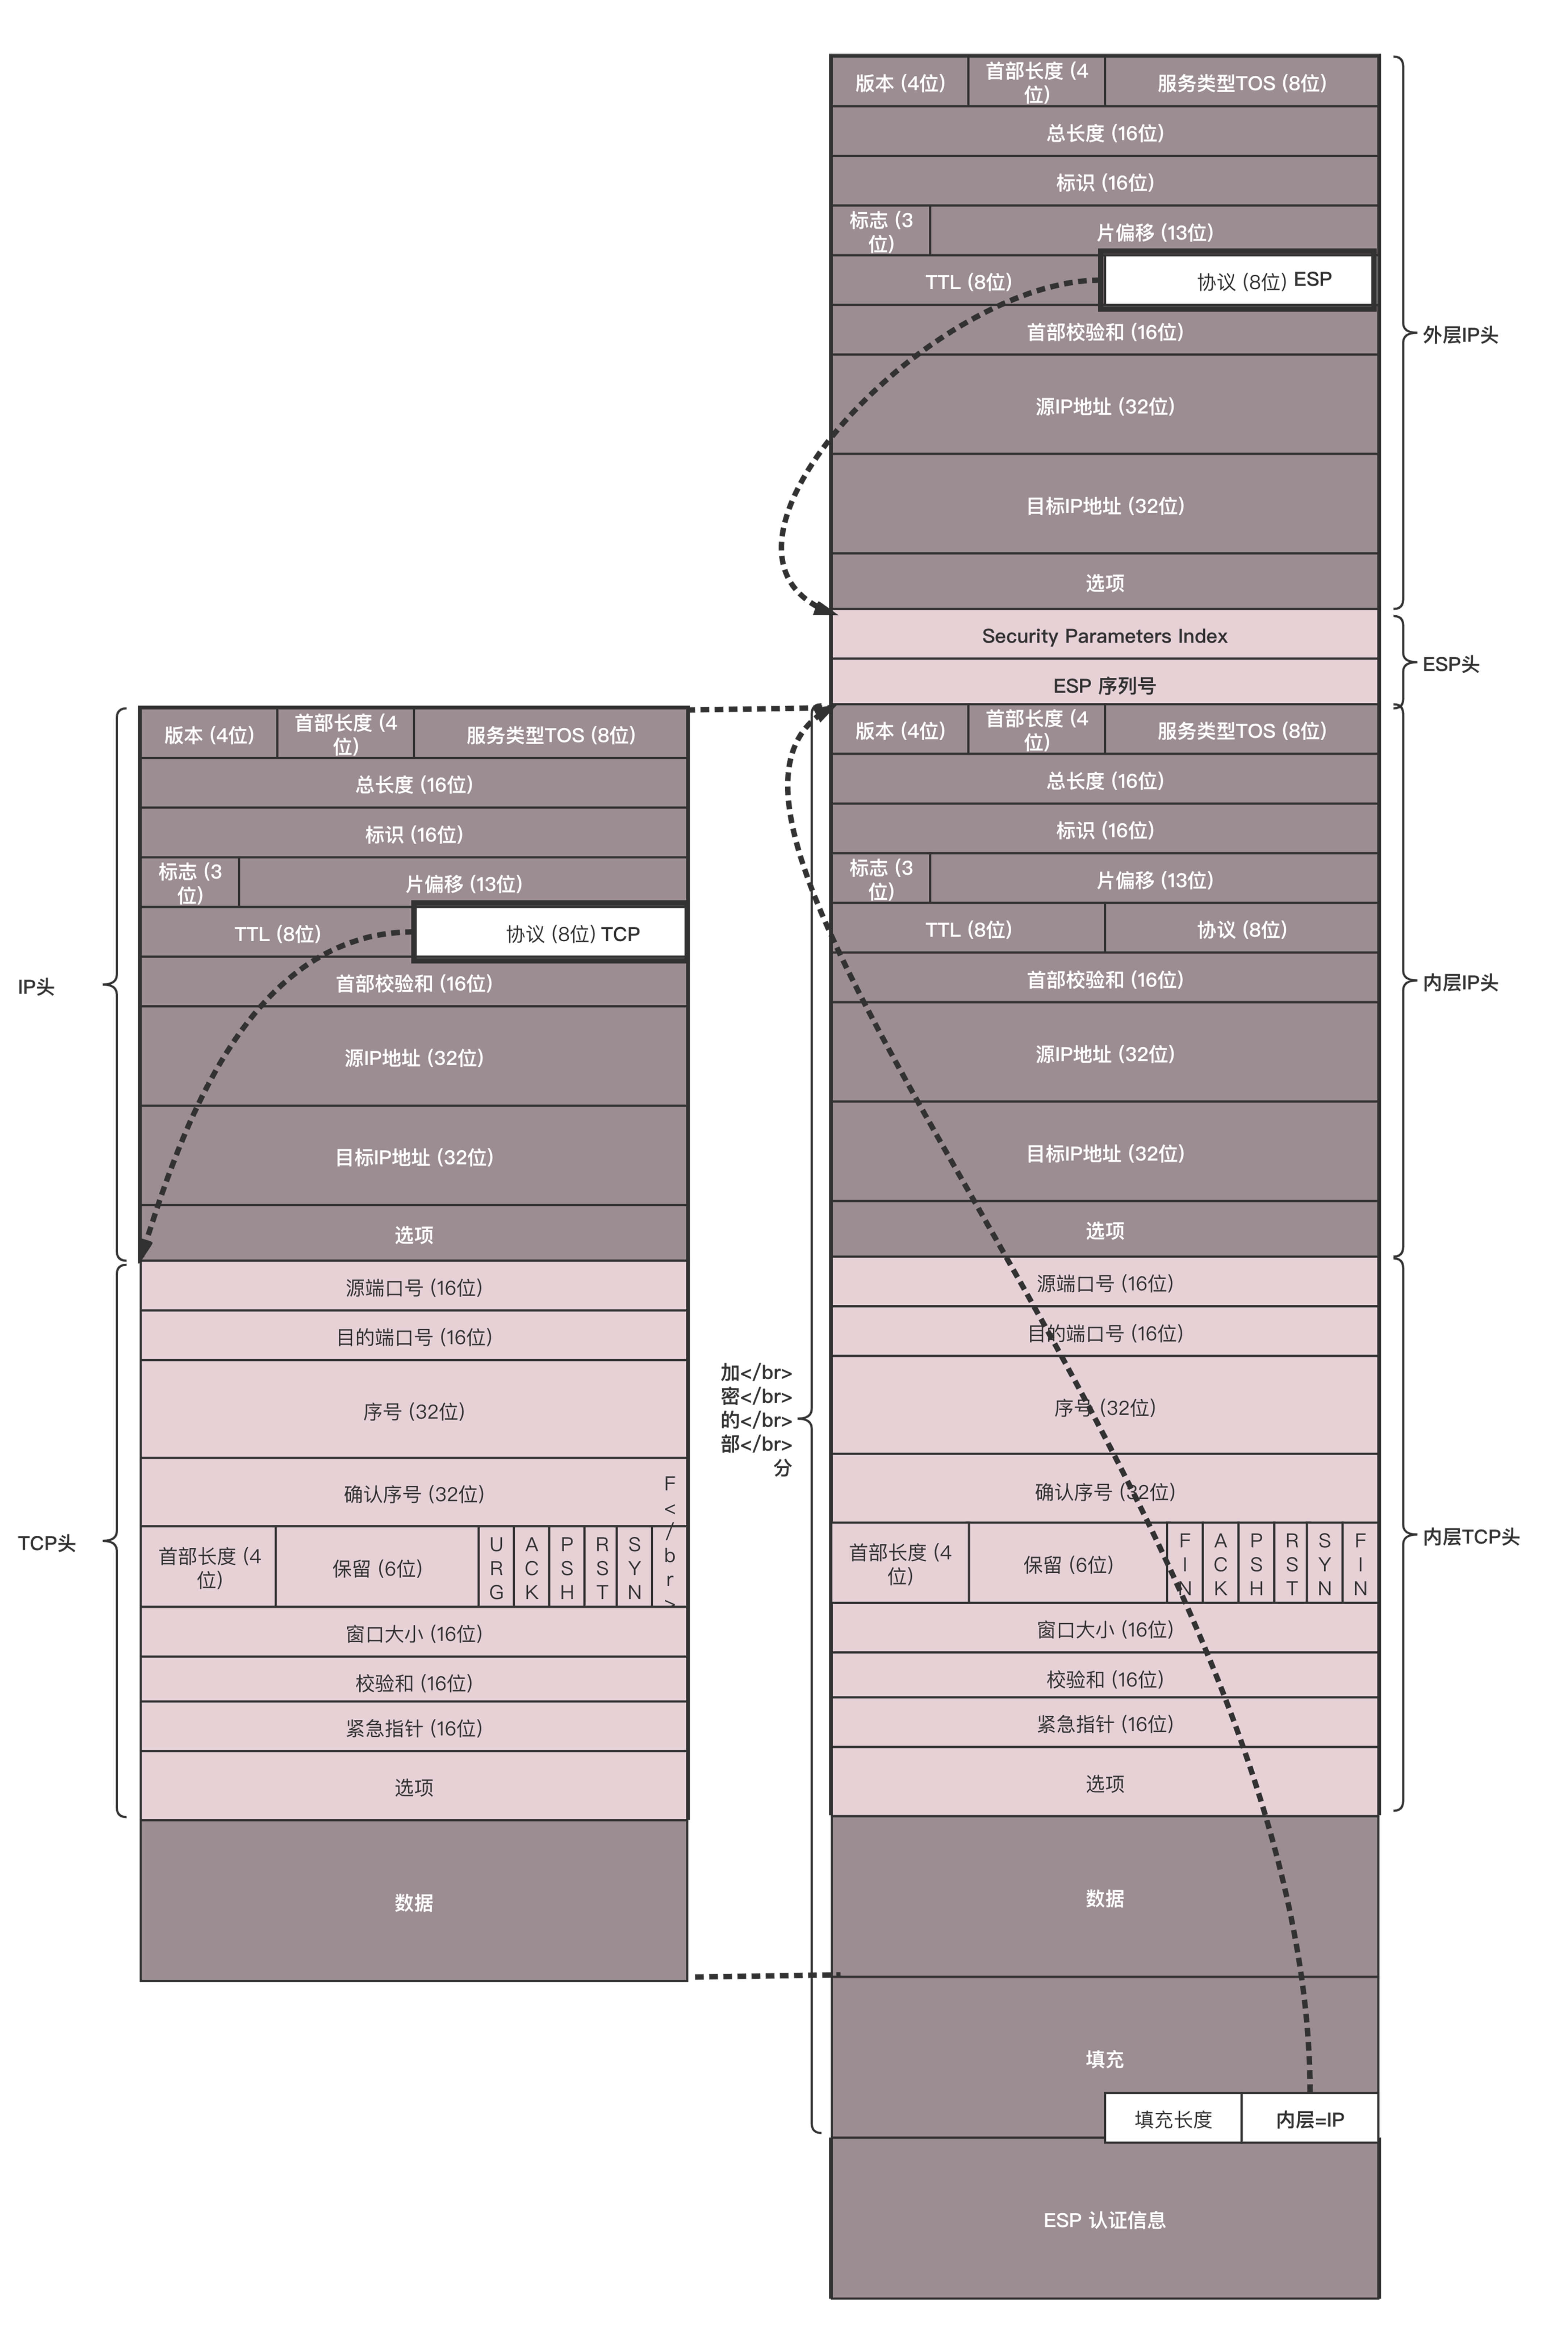 版本 (4位)
首部长度 (4
位)
服务类型TOS (8位)
总长度 (16位)
标识 (16位)
标志 (3
位)
片偏移 (13位)
TTL (8位)
协议 (8位) ESP
首部校验和 (16位)
源IP地址 (32位)
目标IP地址 (32位)
选项
外层IP头
Security Parameters Index
ESP 序列号
ESP头
IP头
版本 (4位)
首部长度 (4
位)
服务类型TOS (8位)
总长度 (16位)
标识 (16位)
标志 (3
位)
片偏移 (13位)
TTL (8位)
协议 (8位) TCP
首部校验和 (16位)
源IP地址 (32位)
目标IP地址 (32位)
选项
TCP头
源端口号 (16位)
目的端口号 (16位)
序号 (32位)
确认序号 (32位)
首部长度 (4
位)
保留 (6位)
U
R
G
A
C
K
P
S
H
R
S
T
S
Y
N
F
<
/
b
r
>
窗口大小 (16位)
校验和 (16位)
紧急指针 (16位)
选项
数据
加</br>
密</br>
的</br>
部</br>
分
版本 (4位)
首部长度 (4
位)
服务类型TOS (8位)
总长度 (16位)
标识 (16位)
标志 (3
位)
片偏移 (13位)
TTL (8位)
协议 (8位)
首部校验和 (16位)
源IP地址 (32位)
目标IP地址 (32位)
选项
内层IP头
源端口号 (16位)
目的端口号 (16位)
序号 (32位)
确认序号 (32位)
首部长度 (4
位)
保留 (6位)
F
I
N
A
C
K
P
S
H
R
S
T
S
Y
N
F
I
N
窗口大小 (16位)
校验和 (16位)
紧急指针 (16位)
选项
内层TCP头
数据
填充
填充长度
内层=IP
ESP 认证信息